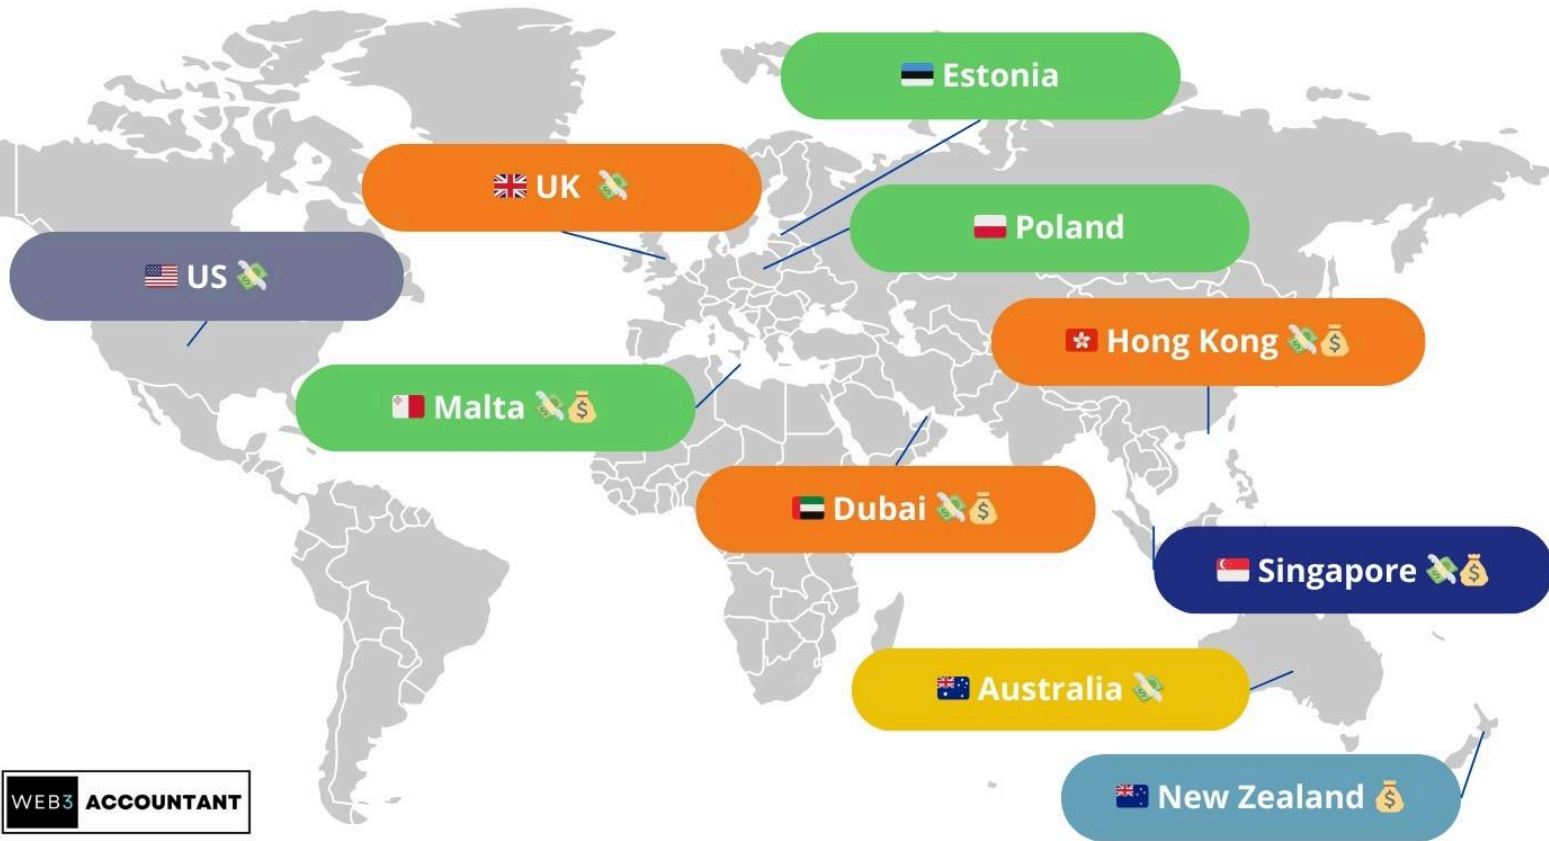 Estonia
UK
Poland
US
Hong Kong
Malta
Dubai
Singapore
Australia
New Zealand
WEB3 ACCOUNTANT